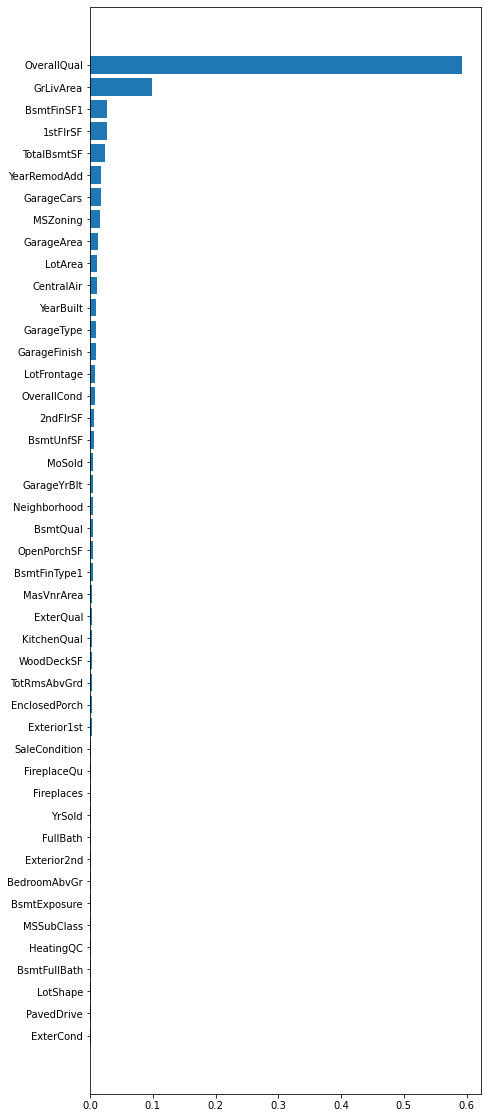 OverallQual
GrLivArea
BsmtFinSF1
1stFlrSF
TotalBsmtSF
YearRemodAdd
GarageCars
MSZoning
GarageArea
LotArea
CentralAir
YearBuilt
GarageType
GarageFinish
LotFrontage
OverallCond
2ndFlrSF
BsmtUnfSF
MoSold
GarageYrBlt
Neighborhood
BsmtQual
OpenPorchSF
BsmtFinType1
MasVnrArea
ExterQual
KitchenQual
WoodDeckSF
TotRmsAbvGrd
EnclosedPorch
Exterior1st
SaleCondition
FireplaceQu
Fireplaces
YrSold
FullBath
Exterior2nd
BedroomAbvGr
BsmtExposure
MSSubClass
HeatingQC
BsmtFullBath
LotShape
PavedDrive
ExterCond
0.0 0.1 0.2 0.3 0.4 0.5 0.6